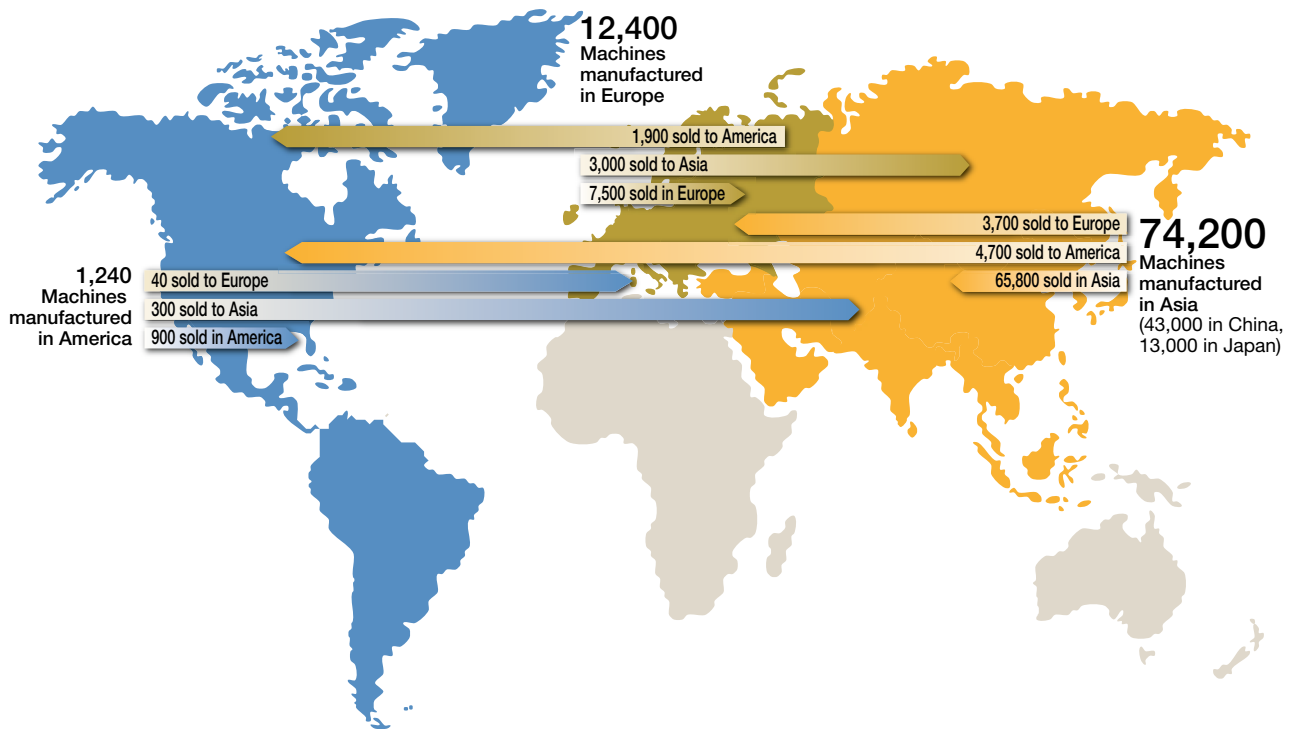 12,400
Machines
manufactured
in Europe
1,900 sold to America
3,000 sold to Asia
7,500 sold in Europe
3,700 sold to Europe
4,700 sold to America
65,800 sold in Asia
74,200
Machines
manufactured
in Asia
(43,000 in China,
13,000 in Japan)
1,240
Machines
manufactured
in America
40 sold to Europe
300 sold to Asia
900 sold in America